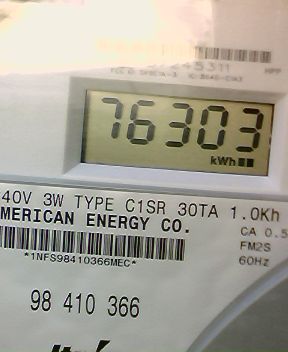 76303
kWh
40V 3W TYPE C1SR 30TA 1.0Kh
MERICAN ENERGY CO.
CA 0.5
FM2S
60Hz
*1NFS98410366MEC*
98 410 366